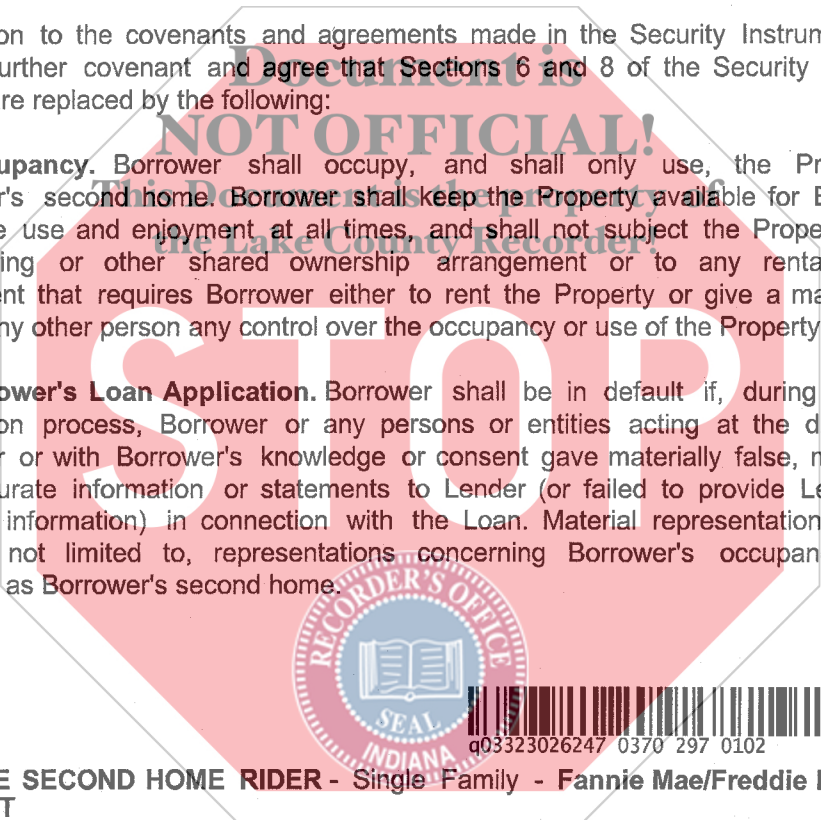 on to the covenants and agreements made in the Security Instrum
urther covenant and agree that Sections 6 and 8 of the Security
re replaced by the following:
upancy. Borrower shall occupy, and shall only use, the Pr
r's second home. Borrower shall keep the Property available for B
e use and enjoyment at all times, and shall not subject the Prope
ing or other shared ownership arrangement or to any renta
nt that requires Borrower either to rent the Property or give a ma
ny other person any control over the occupancy or use of the Property
ower's Loan Application. Borrower shall be in default if, during
on process, Borrower or any persons or entities acting at the d
r or with Borrower's knowledge or consent gave materially false, m
urate information or statements to Lender (or failed to provide Le
information) in connection with the Loan. Material representation
not limited to, representations concerning Borrower's occupan
as Borrower's second home.
Document is
NOT OFFICIAL!
This Document is the property of
the Lake County Recorder!
STOP
RECORDER'S OFFICE
SEAL
INDIANA
q03323026247 0370 297 0102
E SECOND HOME RIDER - Single Family - Fannie Mae/Freddie
T